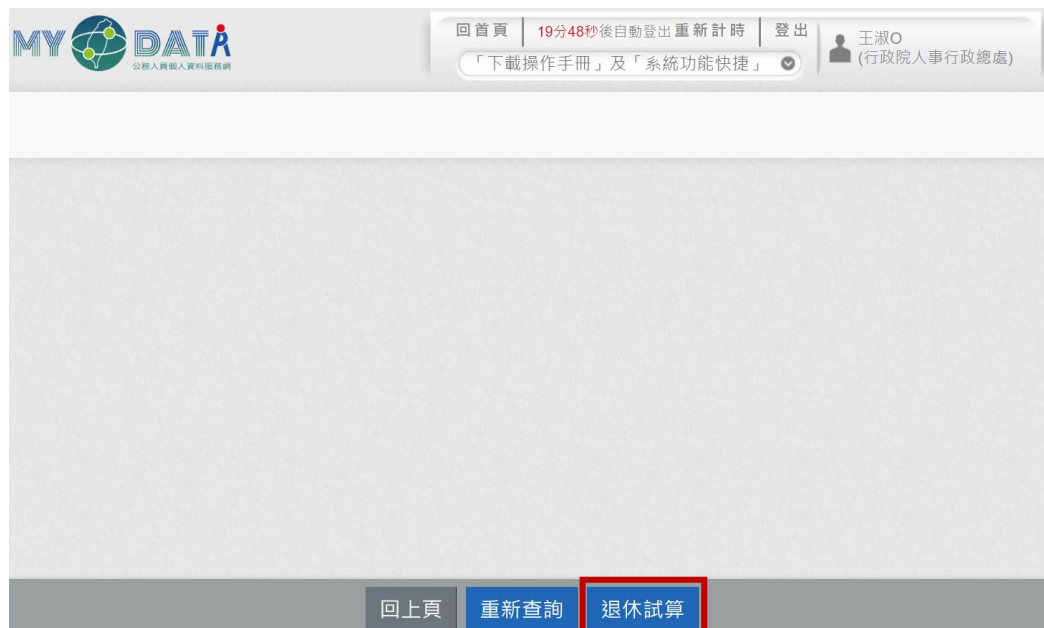 MY DATA
公務人員個人資料服務網
回首頁 19分48秒後自動登出重新計時 登出
「下載操作手冊」及「系統功能快捷」
王淑O
(行政院人事行政總處)
回上頁 重新查詢 退休試算